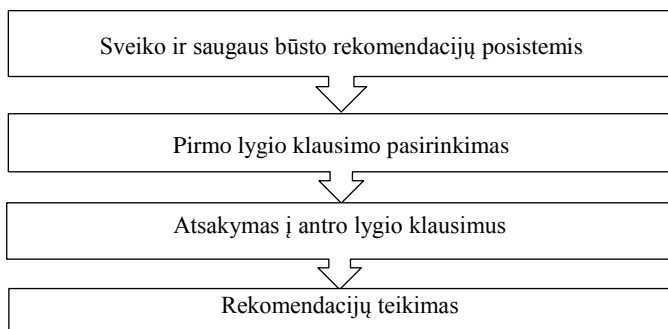 Sveiko ir saugaus būsto rekomendacijų posistemis
Pirmo lygio klausimo pasirinkimas
Atsakymas į antro lygio klausimus
Rekomendacijų teikimas